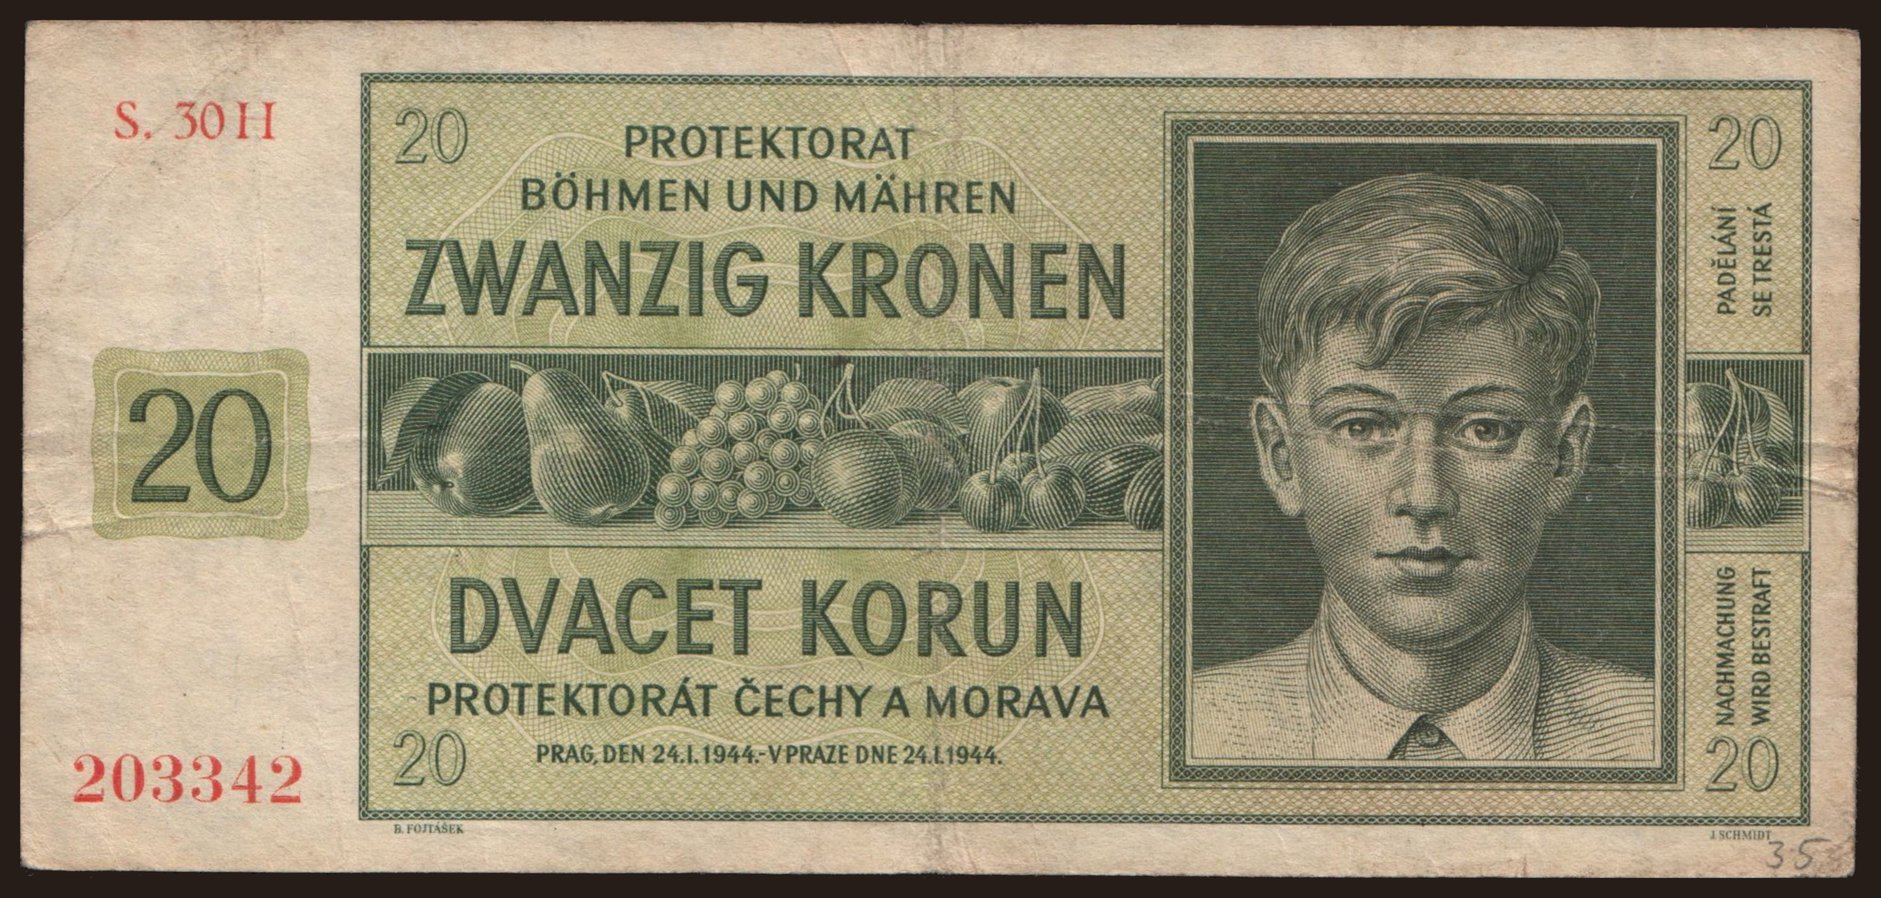 S. 30 H
20
PROTEKTORAT
BÖHMEN UND MÄHREN
ZWANZIG KRONEN
20
PADĚLÁNÍ
SE TRESTÁ
20
DVACET KORUN
PROTEKTORÁT ČECHY A MORAVA
20
PRAG, DEN 24.I.1944.-V PRAZE DNE 24.I.1944.
NACHMACHUNG
WIRD BESTRAFT
20
203342
B. FOJTÁŠEK
J. SCHMIDT
35